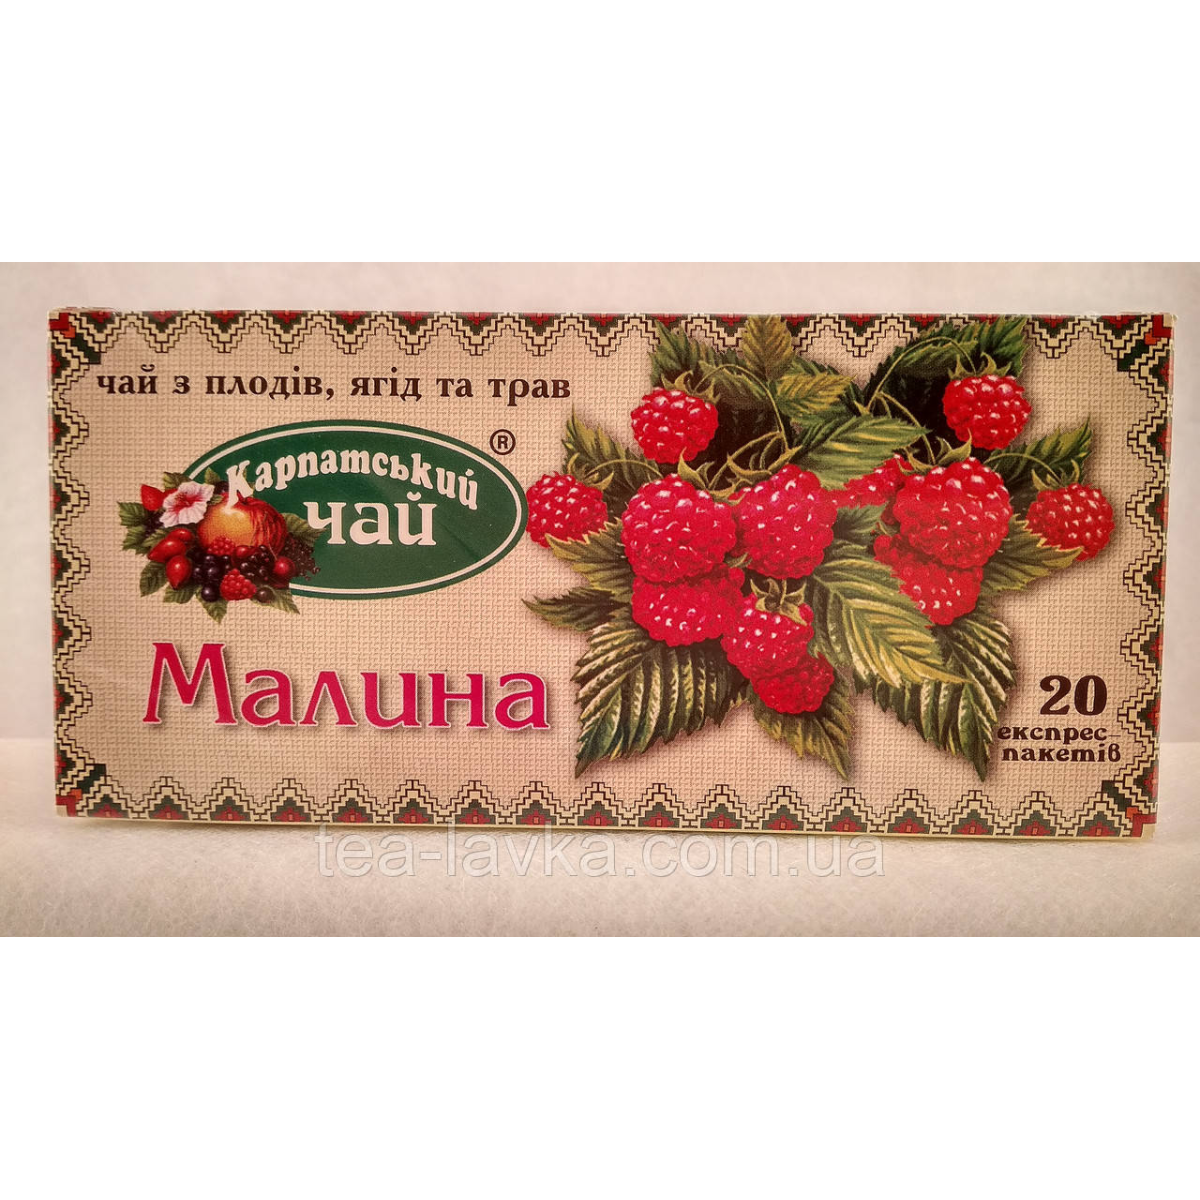 чай з плодів, ягід та трав
®
Карпатський
чай
Малина
20
експрес-
пакетів
tea-lavka.com.ua